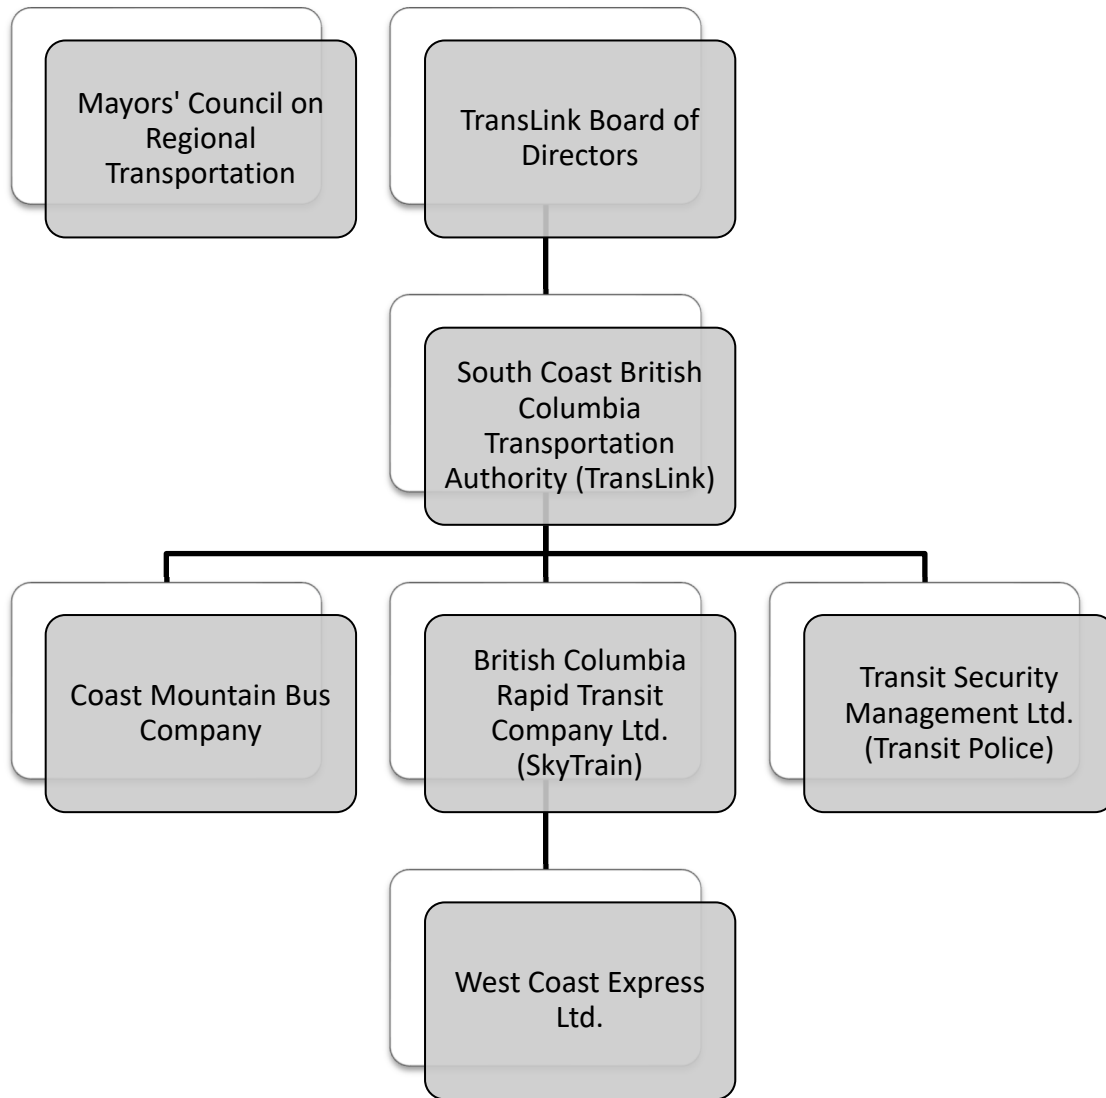 Mayors' Council on
Regional
Transportation
TransLink Board of
Directors
South Coast British
Columbia
Transportation
Authority (TransLink)
Coast Mountain Bus
Company
British Columbia
Rapid Transit
Company Ltd.
(SkyTrain)
Transit Security
Management Ltd.
(Transit Police)
West Coast Express
Ltd.